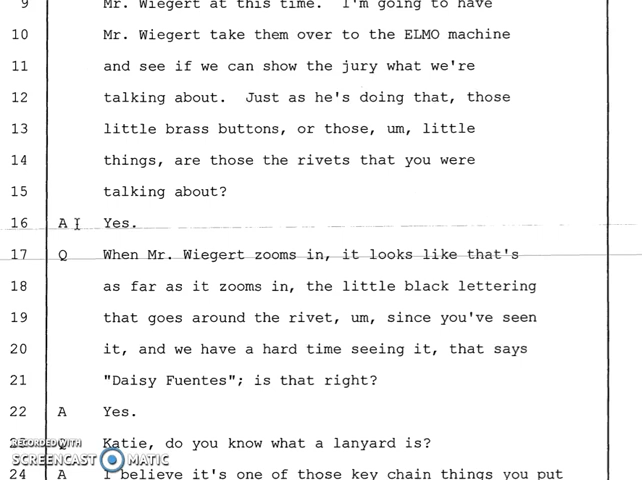 9 Mr. Wiegert at this time. I'm going to have
10 Mr. Wiegert take them over to the ELMO machine
11 and see if we can show the jury what we're
12 talking about. Just as he's doing that, those
13 little brass buttons, or those, um, little
14 things, are those the rivets that you were
15 talking about?
16 A Yes.
17 Q When Mr. Wiegert zooms in, it looks like that's
18 as far as it zooms in, the little black lettering
19 that goes around the rivet, um, since you've seen
20 it, and we have a hard time seeing it, that says
21 "Daisy Fuentes"; is that right?
22 A Yes.
23 Q Katie, do you know what a lanyard is?
24 A I believe it's one of those key chain things you put
RECORDED WITH
SCREENCAST MATIC